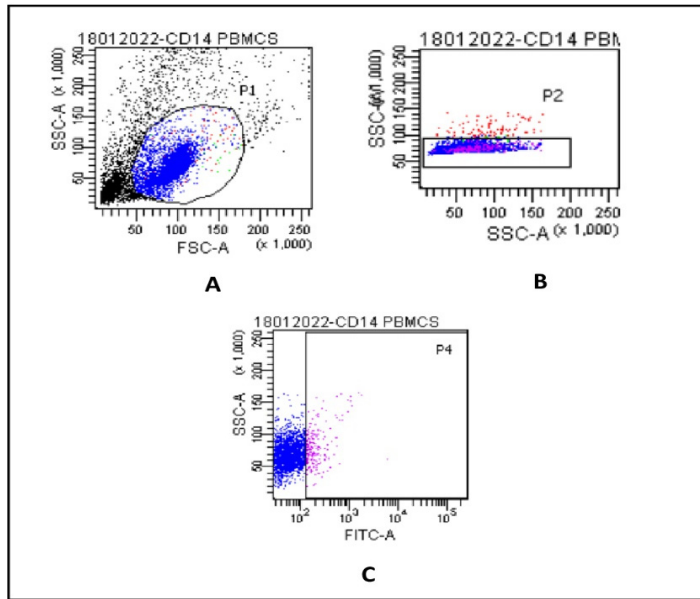 18012022-CD14 PBMCS
SSC-A (x 1,000)
250
200
150
100
50
P1
50 100 150 200 250
FSC-A (x 1,000)
A
18012022-CD14 PBM
(x 1,000)
250
200
150
100
50
P2
50 100 150 200 250
SSC-A (x 1,000)
B
18012022-CD14 PBMCS
SSC-A (x 1,000)
250
200
150
100
50
P4
10² 10³ 10⁴ 10⁵
FITC-A
C